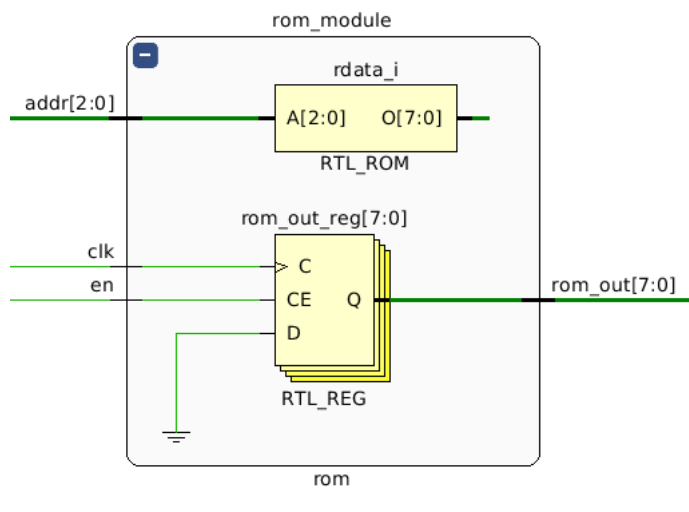 rom_module
rdata_i
addr[2:0]
A[2:0] O[7:0]
RTL_ROM
rom_out_reg[7:0]
clk
C
en
CE Q
rom_out[7:0]
D
RTL_REG
rom